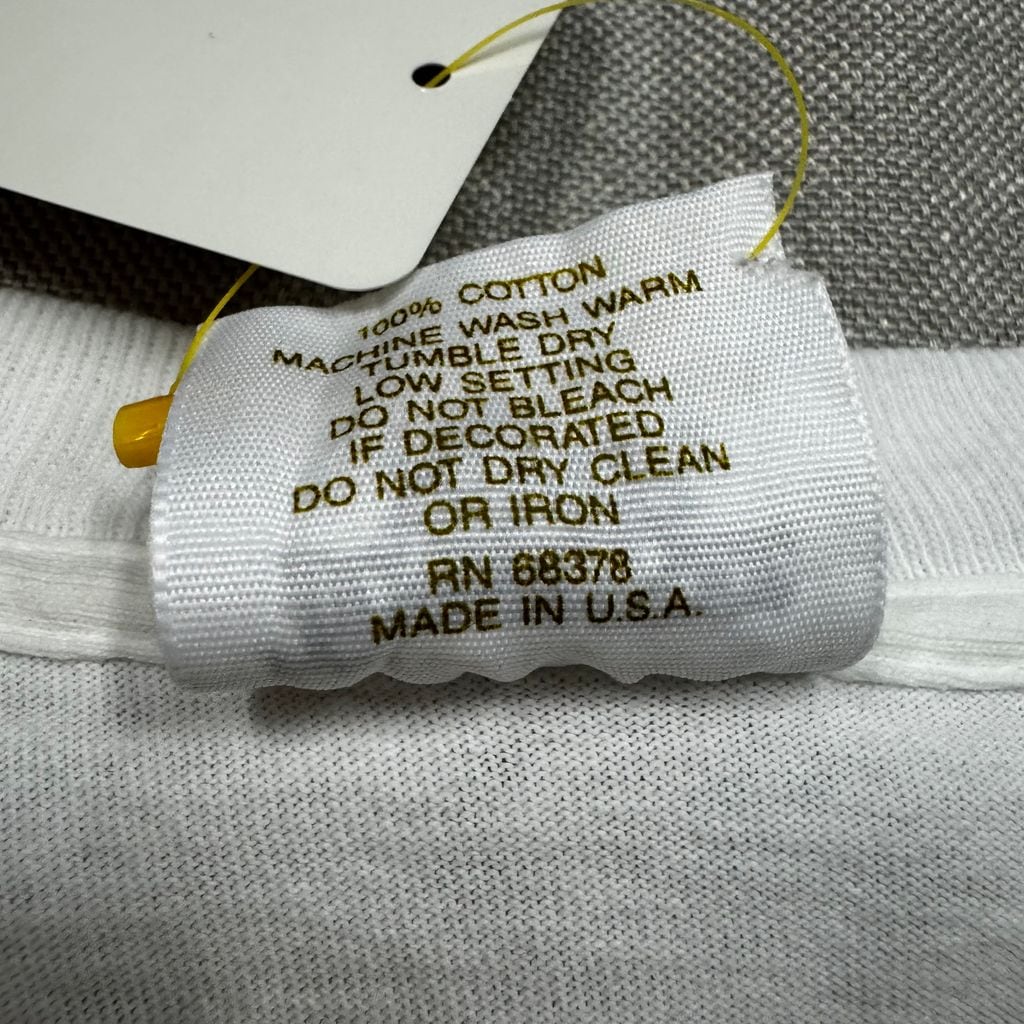 100% COTTON
MACHINE WASH WARM
TUMBLE DRY
LOW SETTING
DO NOT BLEACH
IF DECORATED
DO NOT DRY CLEAN
OR IRON
RN 68378
MADE IN U.S.A.